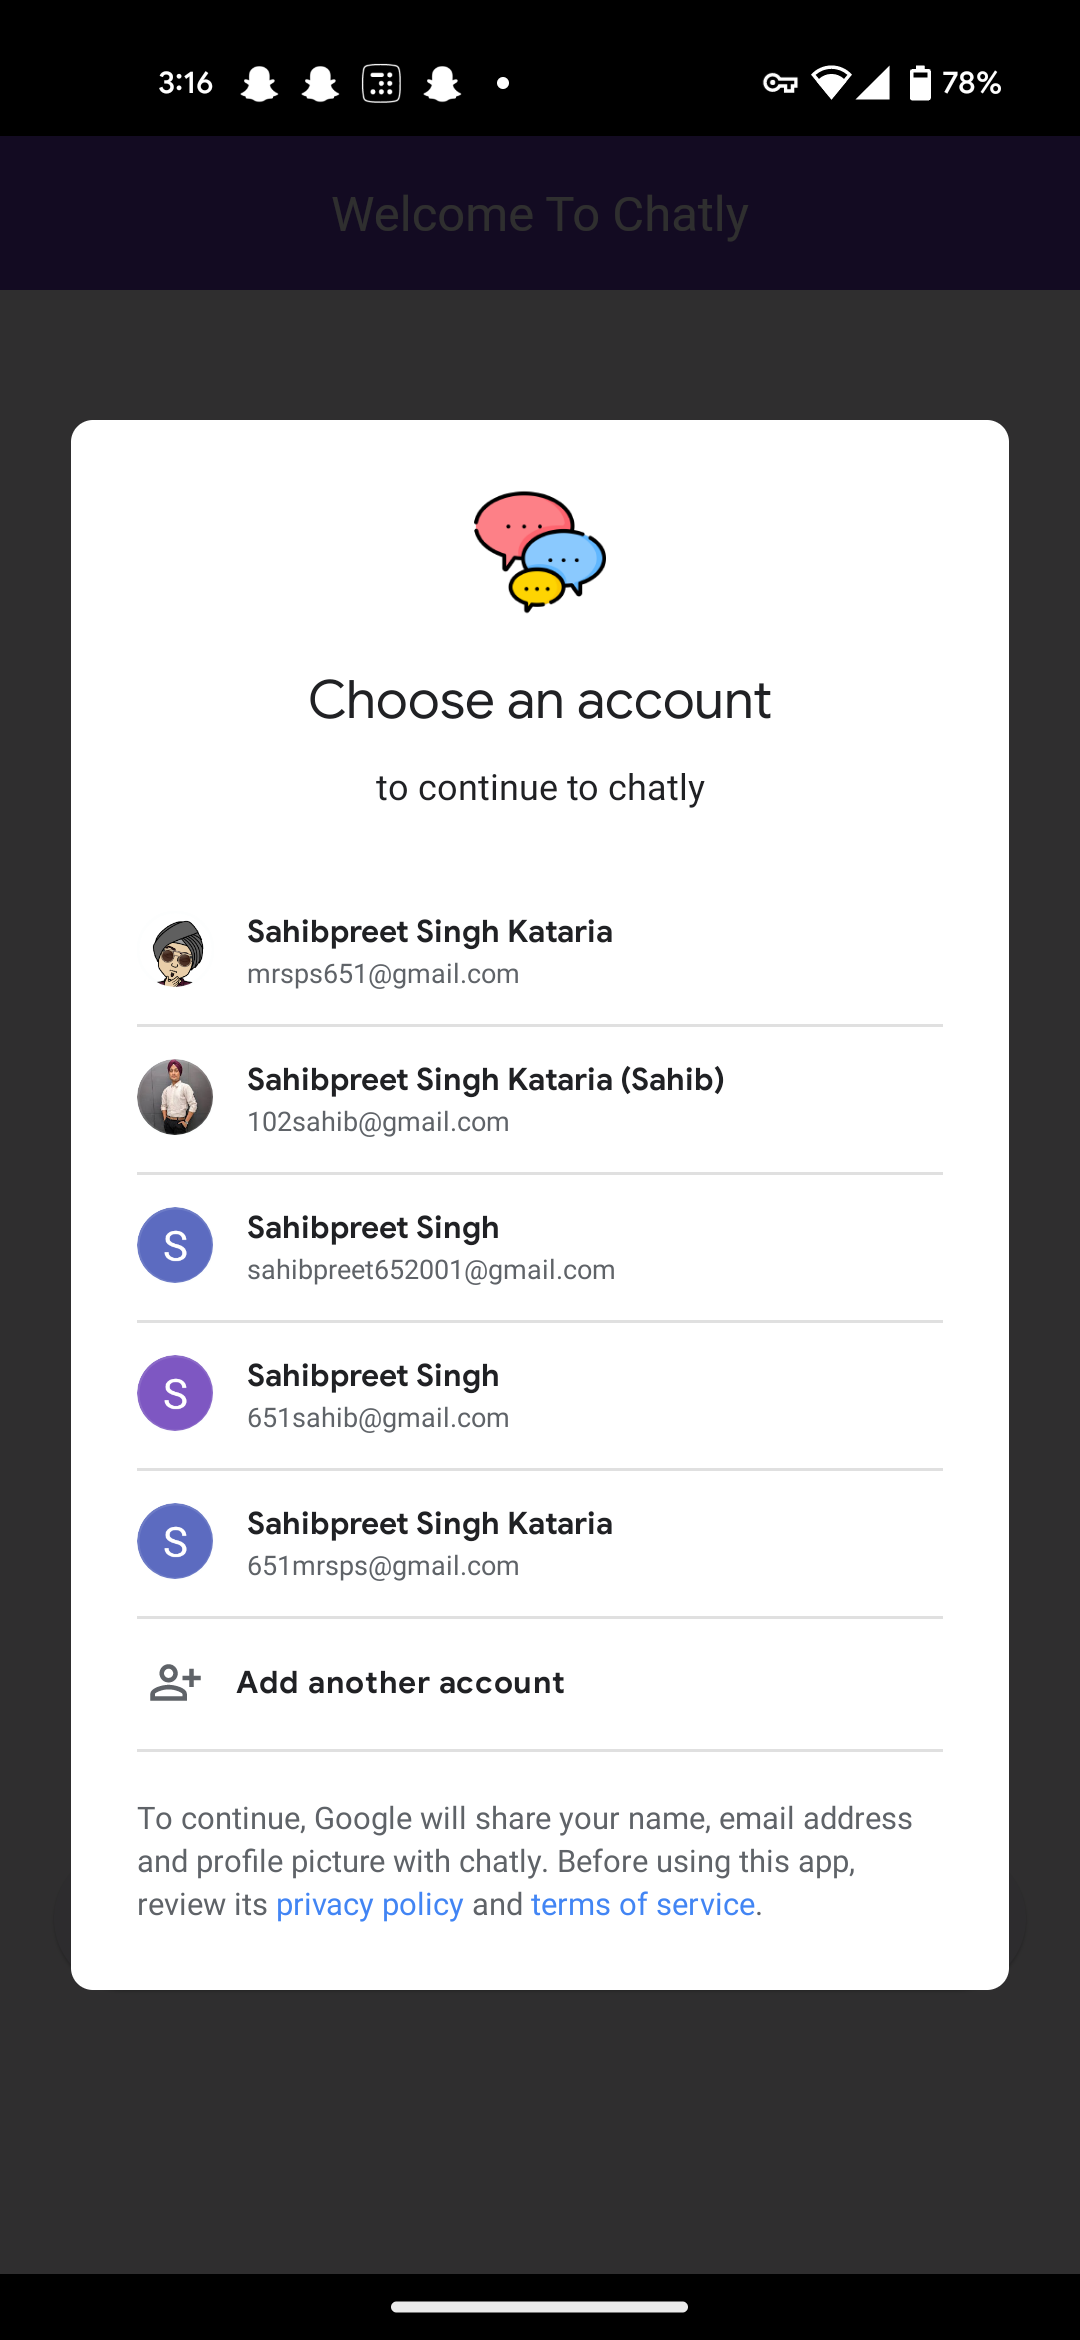 3:16
78%
Welcome To Chatly
Choose an account
to continue to chatly
Sahibpreet Singh Kataria
mrsps651@gmail.com
Sahibpreet Singh Kataria (Sahib)
102sahib@gmail.com
S
Sahibpreet Singh
sahibpreet652001@gmail.com
S
Sahibpreet Singh
651sahib@gmail.com
S
Sahibpreet Singh Kataria
651mrsps@gmail.com
Add another account
To continue, Google will share your name, email address
and profile picture with chatly. Before using this app,
review its privacy policy and terms of service.